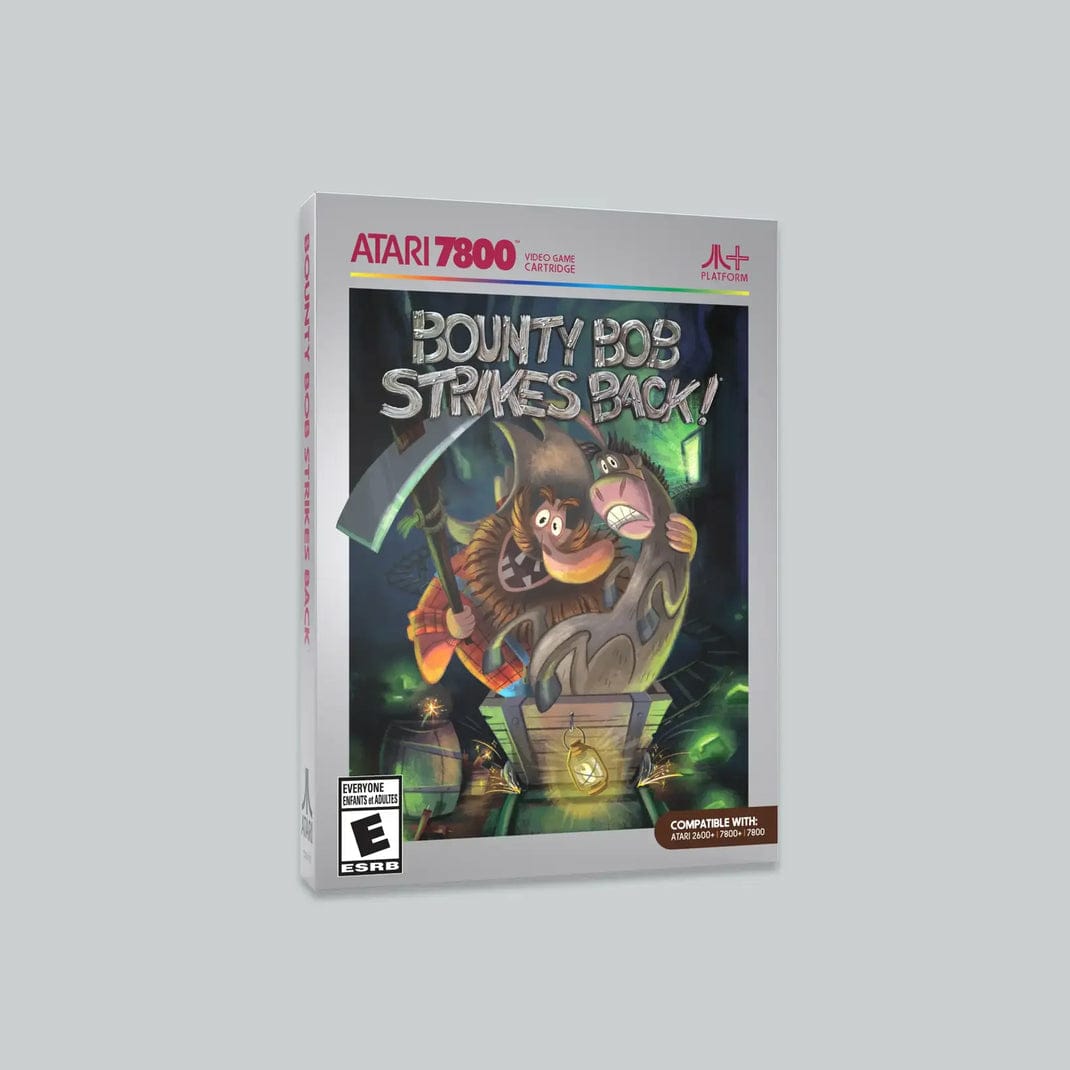 ATARI 7800™ VIDEO GAME
CARTRIDGE
PLATFORM
BOUNTY BOB
STRIKES BACK!
BOUNTY BOB STRIKES BACK
ATARI
EVERYONE
ENFANTS et ADULTES
E
ESRB
COMPATIBLE WITH:
ATARI 2600+ | 7800+ | 7800